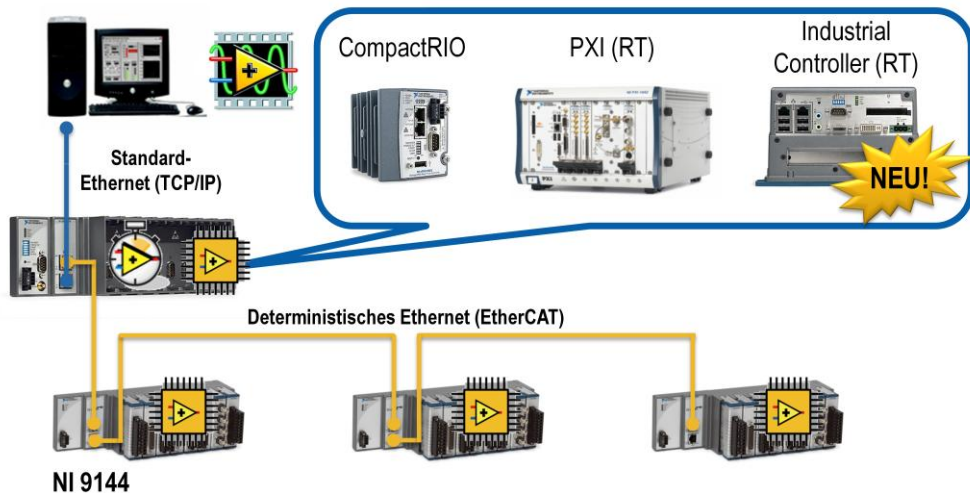 CompactRIO
PXI (RT)
Industrial
Controller (RT)
NEU!
Standard-
Ethernet (TCP/IP)
Deterministisches Ethernet (EtherCAT)
NI 9144